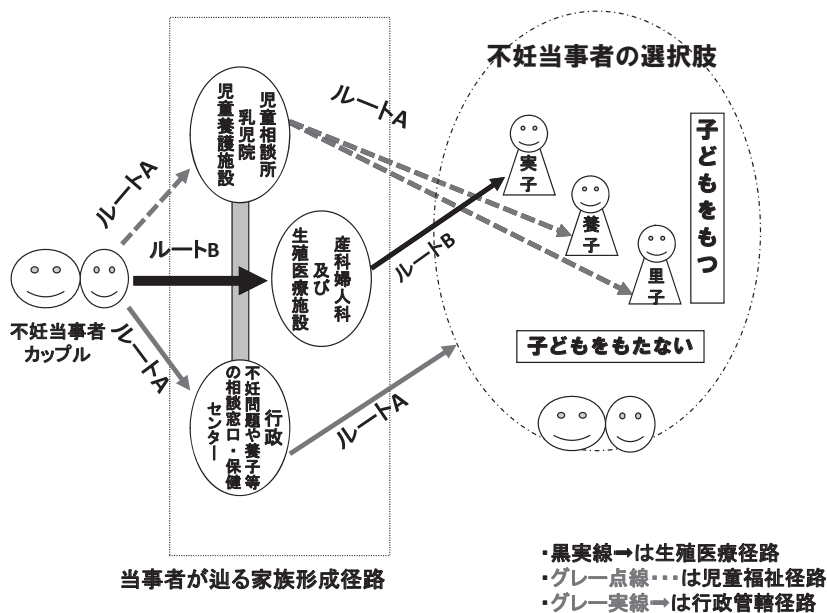 不妊当事者の選択肢
児童相談所
乳児院
児童養護施設
ルートA
ルートA
実子
養子
里子
子どもをもつ
ルートB
産科婦人科
及び
生殖医療施設
ルートB
不妊当事者
カップル
ルートA
行政
不妊問題や養子等
の相談窓口・保健
センター
ルートA
子どもをもたない
当事者が辿る家族形成径路
・黒実線➡は生殖医療径路
・グレー点線・・・は児童福祉径路
・グレー実線➡は行政管轄径路